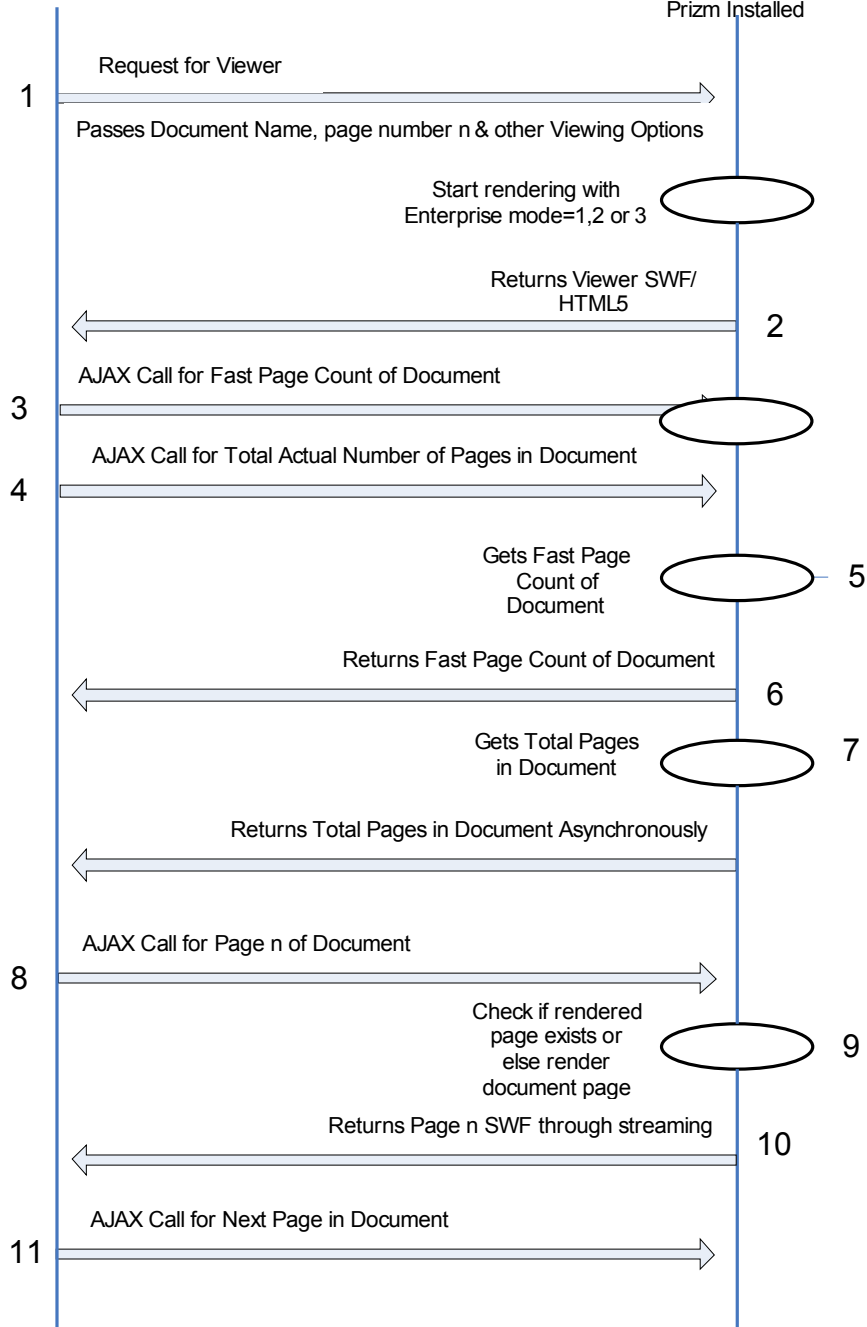 Prizm Installed
Request for Viewer
1
Passes Document Name, page number n & other Viewing Options
Start rendering with
Enterprise mode=1,2 or 3
Returns Viewer SWF/
HTML5
2
AJAX Call for Fast Page Count of Document
3
AJAX Call for Total Actual Number of Pages in Document
4
Gets Fast Page
Count of
Document
5
Returns Fast Page Count of Document
6
Gets Total Pages
in Document
7
Returns Total Pages in Document Asynchronously
AJAX Call for Page n of Document
8
Check if rendered
page exists or
else render
document page
9
Returns Page n SWF through streaming
10
AJAX Call for Next Page in Document
11